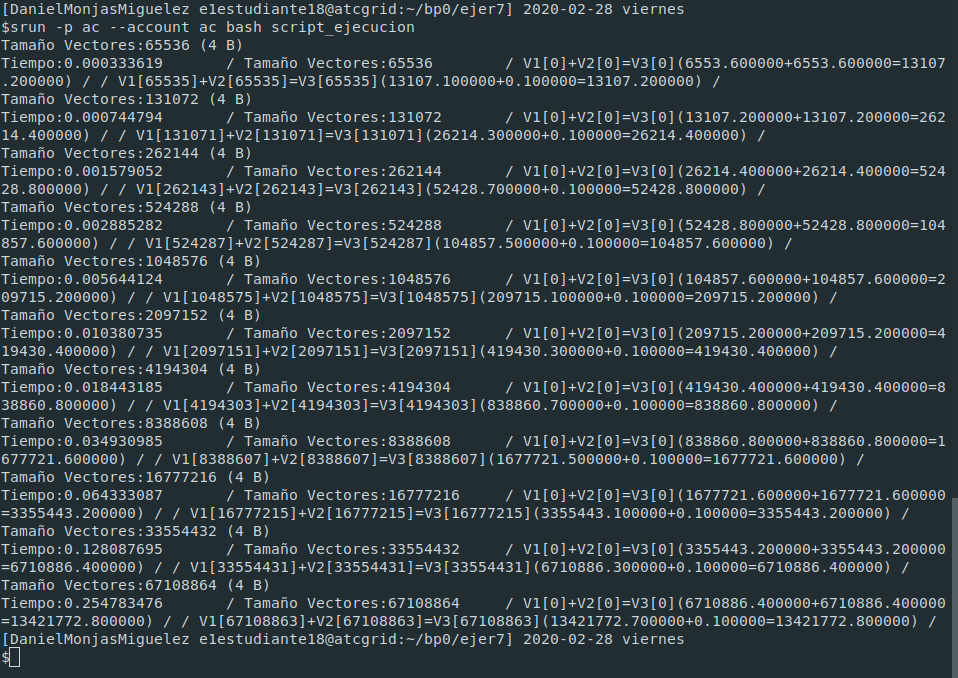 [DanielMonjasMiguelez e1estudiante18@atcgrid:~/bp0/ejer7] 2020-02-28 viernes
$srun -p ac --account ac bash script_ejecucion
Tamaño Vectores:65536 (4 B)
Tiempo:0.000333619       / Tamaño Vectores:65536        / V1[0]+V2[0]=V3[0](6553.600000+6553.600000=13107
.200000) / / V1[65535]+V2[65535]=V3[65535](13107.100000+0.100000=13107.200000) /
Tamaño Vectores:131072 (4 B)
Tiempo:0.000744794       / Tamaño Vectores:131072       / V1[0]+V2[0]=V3[0](13107.200000+13107.200000=262
14.400000) / / V1[131071]+V2[131071]=V3[131071](26214.300000+0.100000=26214.400000) /
Tamaño Vectores:262144 (4 B)
Tiempo:0.001579052       / Tamaño Vectores:262144       / V1[0]+V2[0]=V3[0](26214.400000+26214.400000=524
28.800000) / / V1[262143]+V2[262143]=V3[262143](52428.700000+0.100000=52428.800000) /
Tamaño Vectores:524288 (4 B)
Tiempo:0.002885282       / Tamaño Vectores:524288       / V1[0]+V2[0]=V3[0](52428.800000+52428.800000=104
857.600000) / / V1[524287]+V2[524287]=V3[524287](104857.500000+0.100000=104857.600000) /
Tamaño Vectores:1048576 (4 B)
Tiempo:0.005644124       / Tamaño Vectores:1048576      / V1[0]+V2[0]=V3[0](104857.600000+104857.600000=2
09715.200000) / / V1[1048575]+V2[1048575]=V3[1048575](209715.100000+0.100000=209715.200000) /
Tamaño Vectores:2097152 (4 B)
Tiempo:0.010380735       / Tamaño Vectores:2097152      / V1[0]+V2[0]=V3[0](209715.200000+209715.200000=4
19430.400000) / / V1[2097151]+V2[2097151]=V3[2097151](419430.300000+0.100000=419430.400000) /
Tamaño Vectores:4194304 (4 B)
Tiempo:0.018443185       / Tamaño Vectores:4194304      / V1[0]+V2[0]=V3[0](419430.400000+419430.400000=8
38860.800000) / / V1[4194303]+V2[4194303]=V3[4194303](838860.700000+0.100000=838860.800000) /
Tamaño Vectores:8388608 (4 B)
Tiempo:0.034930985       / Tamaño Vectores:8388608      / V1[0]+V2[0]=V3[0](838860.800000+838860.800000=1
677721.600000) / / V1[8388607]+V2[8388607]=V3[8388607](1677721.500000+0.100000=1677721.600000) /
Tamaño Vectores:16777216 (4 B)
Tiempo:0.064333087       / Tamaño Vectores:16777216     / V1[0]+V2[0]=V3[0](1677721.600000+1677721.600000
=3355443.200000) / / V1[16777215]+V2[16777215]=V3[16777215](3355443.100000+0.100000=3355443.200000) /
Tamaño Vectores:33554432 (4 B)
Tiempo:0.128087695       / Tamaño Vectores:33554432     / V1[0]+V2[0]=V3[0](3355443.200000+3355443.200000
=6710886.400000) / / V1[33554431]+V2[33554431]=V3[33554431](6710886.300000+0.100000=6710886.400000) /
Tamaño Vectores:67108864 (4 B)
Tiempo:0.254783476       / Tamaño Vectores:67108864     / V1[0]+V2[0]=V3[0](6710886.400000+6710886.400000
=13421772.800000) / / V1[67108863]+V2[67108863]=V3[67108863](13421772.700000+0.100000=13421772.800000) /
[DanielMonjasMiguelez e1estudiante18@atcgrid:~/bp0/ejer7] 2020-02-28 viernes
$